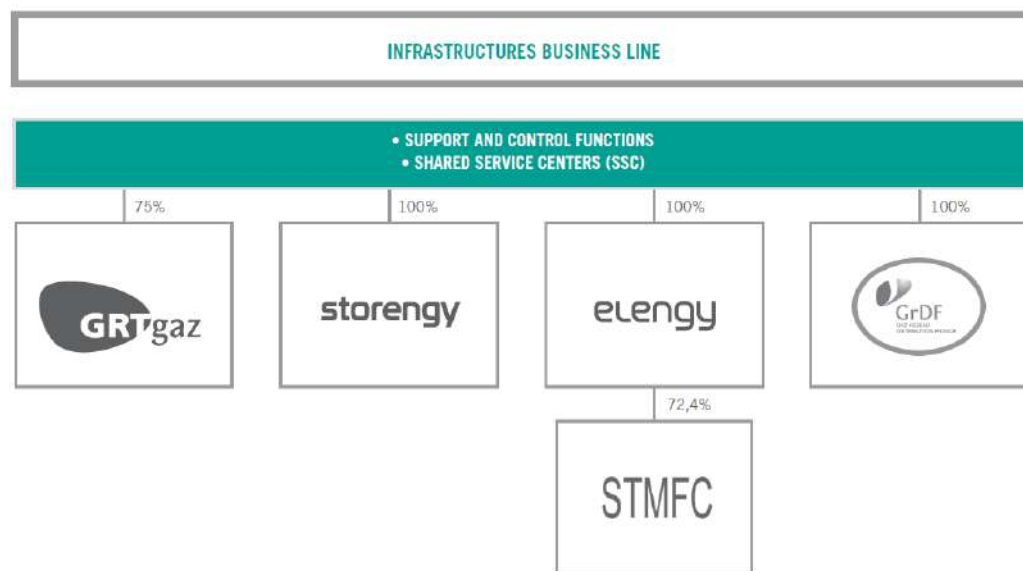 INFRASTRUCTURES BUSINESS LINE
• SUPPORT AND CONTROL FUNCTIONS
• SHARED SERVICE CENTERS (SSC)
75%
100%
100%
100%
GRTgaz
storengy
elengy
GrDF
72,4%
STMFC